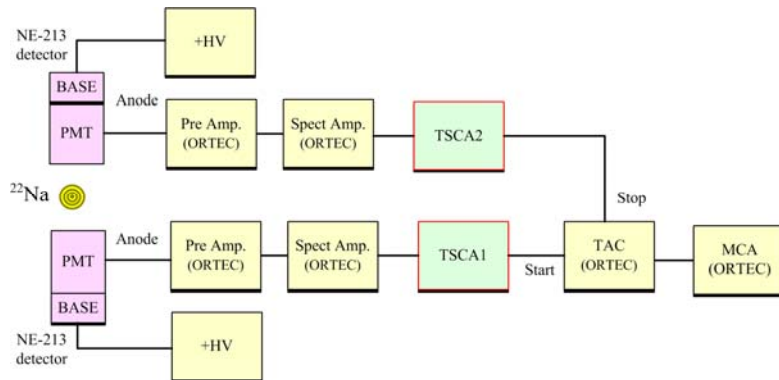 NE-213
detector
+HV
BASE
Anode
PMT
Pre Amp.
(ORTEC)
Spect Amp.
(ORTEC)
TSCA2
²²Na
Stop
Anode
PMT
Pre Amp.
(ORTEC)
Spect Amp.
(ORTEC)
TSCA1
Start
TAC
(ORTEC)
MCA
(ORTEC)
BASE
NE-213
detector
+HV